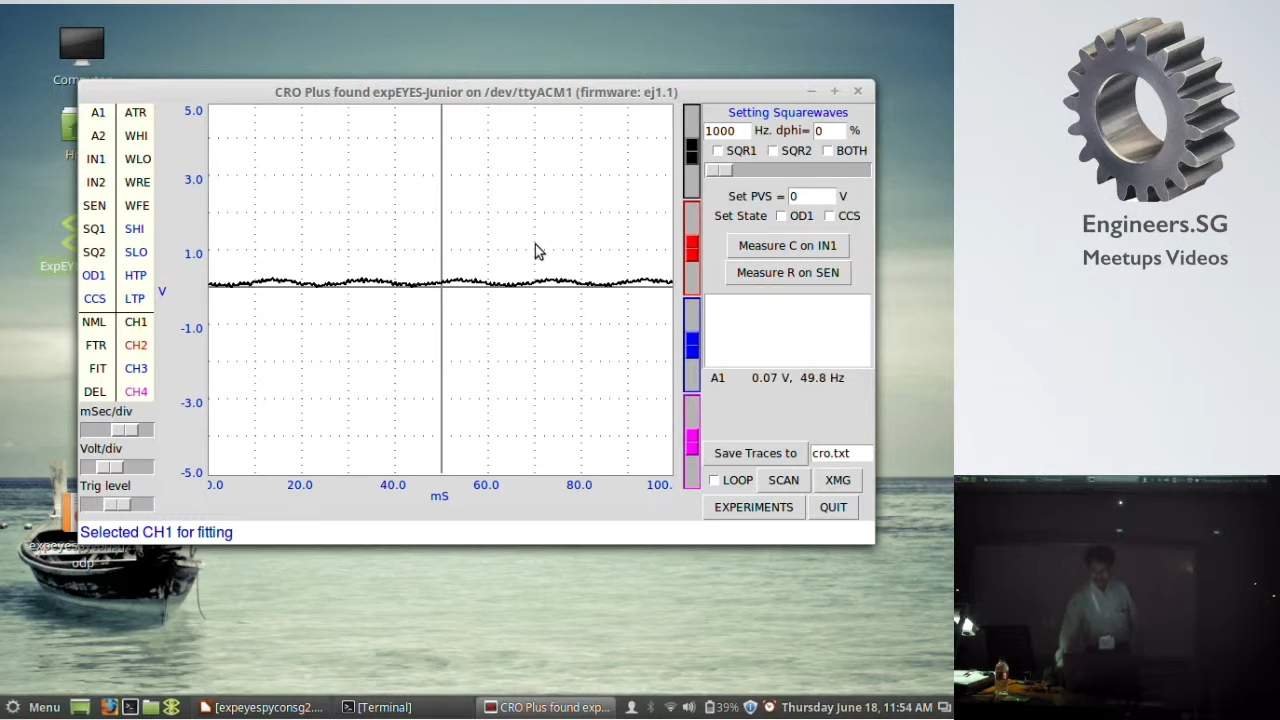 Engineers.SG
Meetups Videos
CRO Plus found expEYES-Junior on /dev/ttyACM1 (firmware: ej1.1)
A1 ATR
A2 WHI
IN1 WLO
IN2 WRE
SEN WFE
SQ1 SHI
SQ2 SLO
OD1 HTP
CCS LTP
NML CH1
FTR CH2
FIT CH3
DEL CH4
mSec/div
Volt/div
Trig level
5.0
3.0
1.0
V
-1.0
-3.0
-5.0
0.0 20.0 40.0 60.0 80.0 100.
mS
Setting Squarewaves
1000 Hz. dphi= 0 %
SQR1 SQR2 BOTH
Set PVS = 0 V
Set State OD1 CCS
Measure C on IN1
Measure R on SEN
A1 0.07 V, 49.8 Hz
Save Traces to cro.txt
LOOP SCAN XMG
EXPERIMENTS QUIT
Selected CH1 for fitting
odp
Menu [expeyespyconsg2.... [Terminal] CRO Plus found exp... 39% Thursday June 18, 11:54 AM